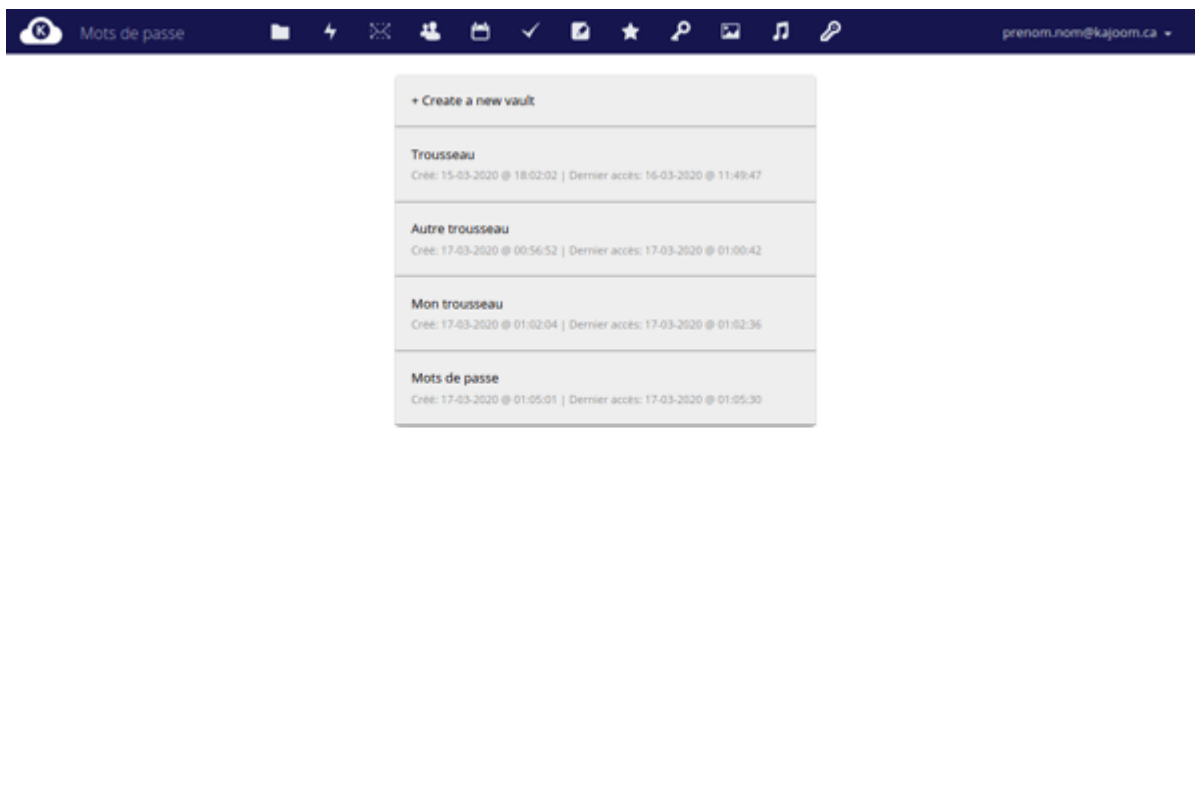 K
Mots de passe
prenom.nom@kajoom.ca
+ Create a new vault
Trousseau
Créé: 15-03-2020 @ 18:02:02 | Dernier accès: 16-03-2020 @ 11:49:47
Autre trousseau
Créé: 17-03-2020 @ 00:56:52 | Dernier accès: 17-03-2020 @ 01:00:42
Mon trousseau
Créé: 17-03-2020 @ 01:02:04 | Dernier accès: 17-03-2020 @ 01:02:36
Mots de passe
Créé: 17-03-2020 @ 01:05:01 | Dernier accès: 17-03-2020 @ 01:05:30